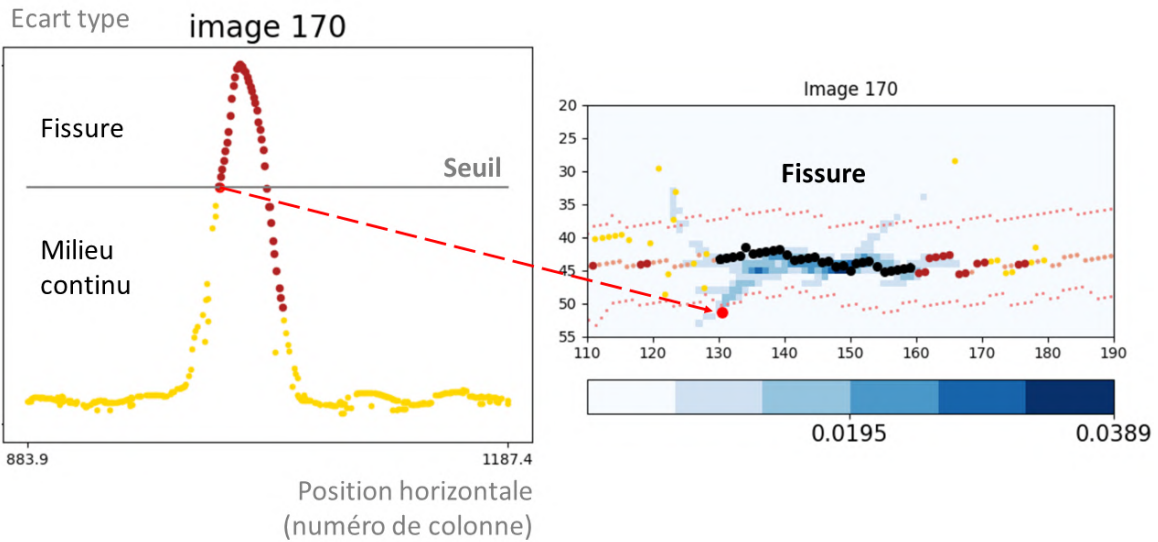 Ecart type
image 170
Fissure
Seuil
Milieu
continu
883.9
1187.4
Position horizontale
(numéro de colonne)
Image 170
20
25
30
35
40
45
50
55
Fissure
110
120
130
140
150
160
170
180
190
0.0195
0.0389